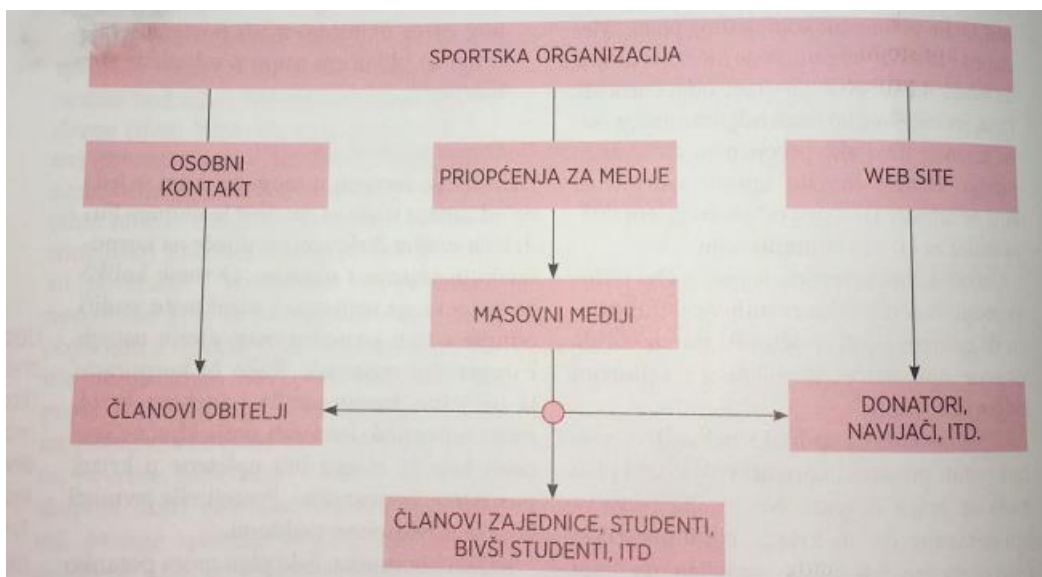 SPORTSKA ORGANIZACIJA
OSOBNI
KONTAKT
PRIOPĆENJA ZA MEDIJE
WEB SITE
MASOVNI MEDIJI
ČLANOVI OBITELJI
DONATORI,
NAVIJAČI, ITD.
ČLANOVI ZAJEDNICE, STUDENTI,
BIVŠI STUDENTI, ITD